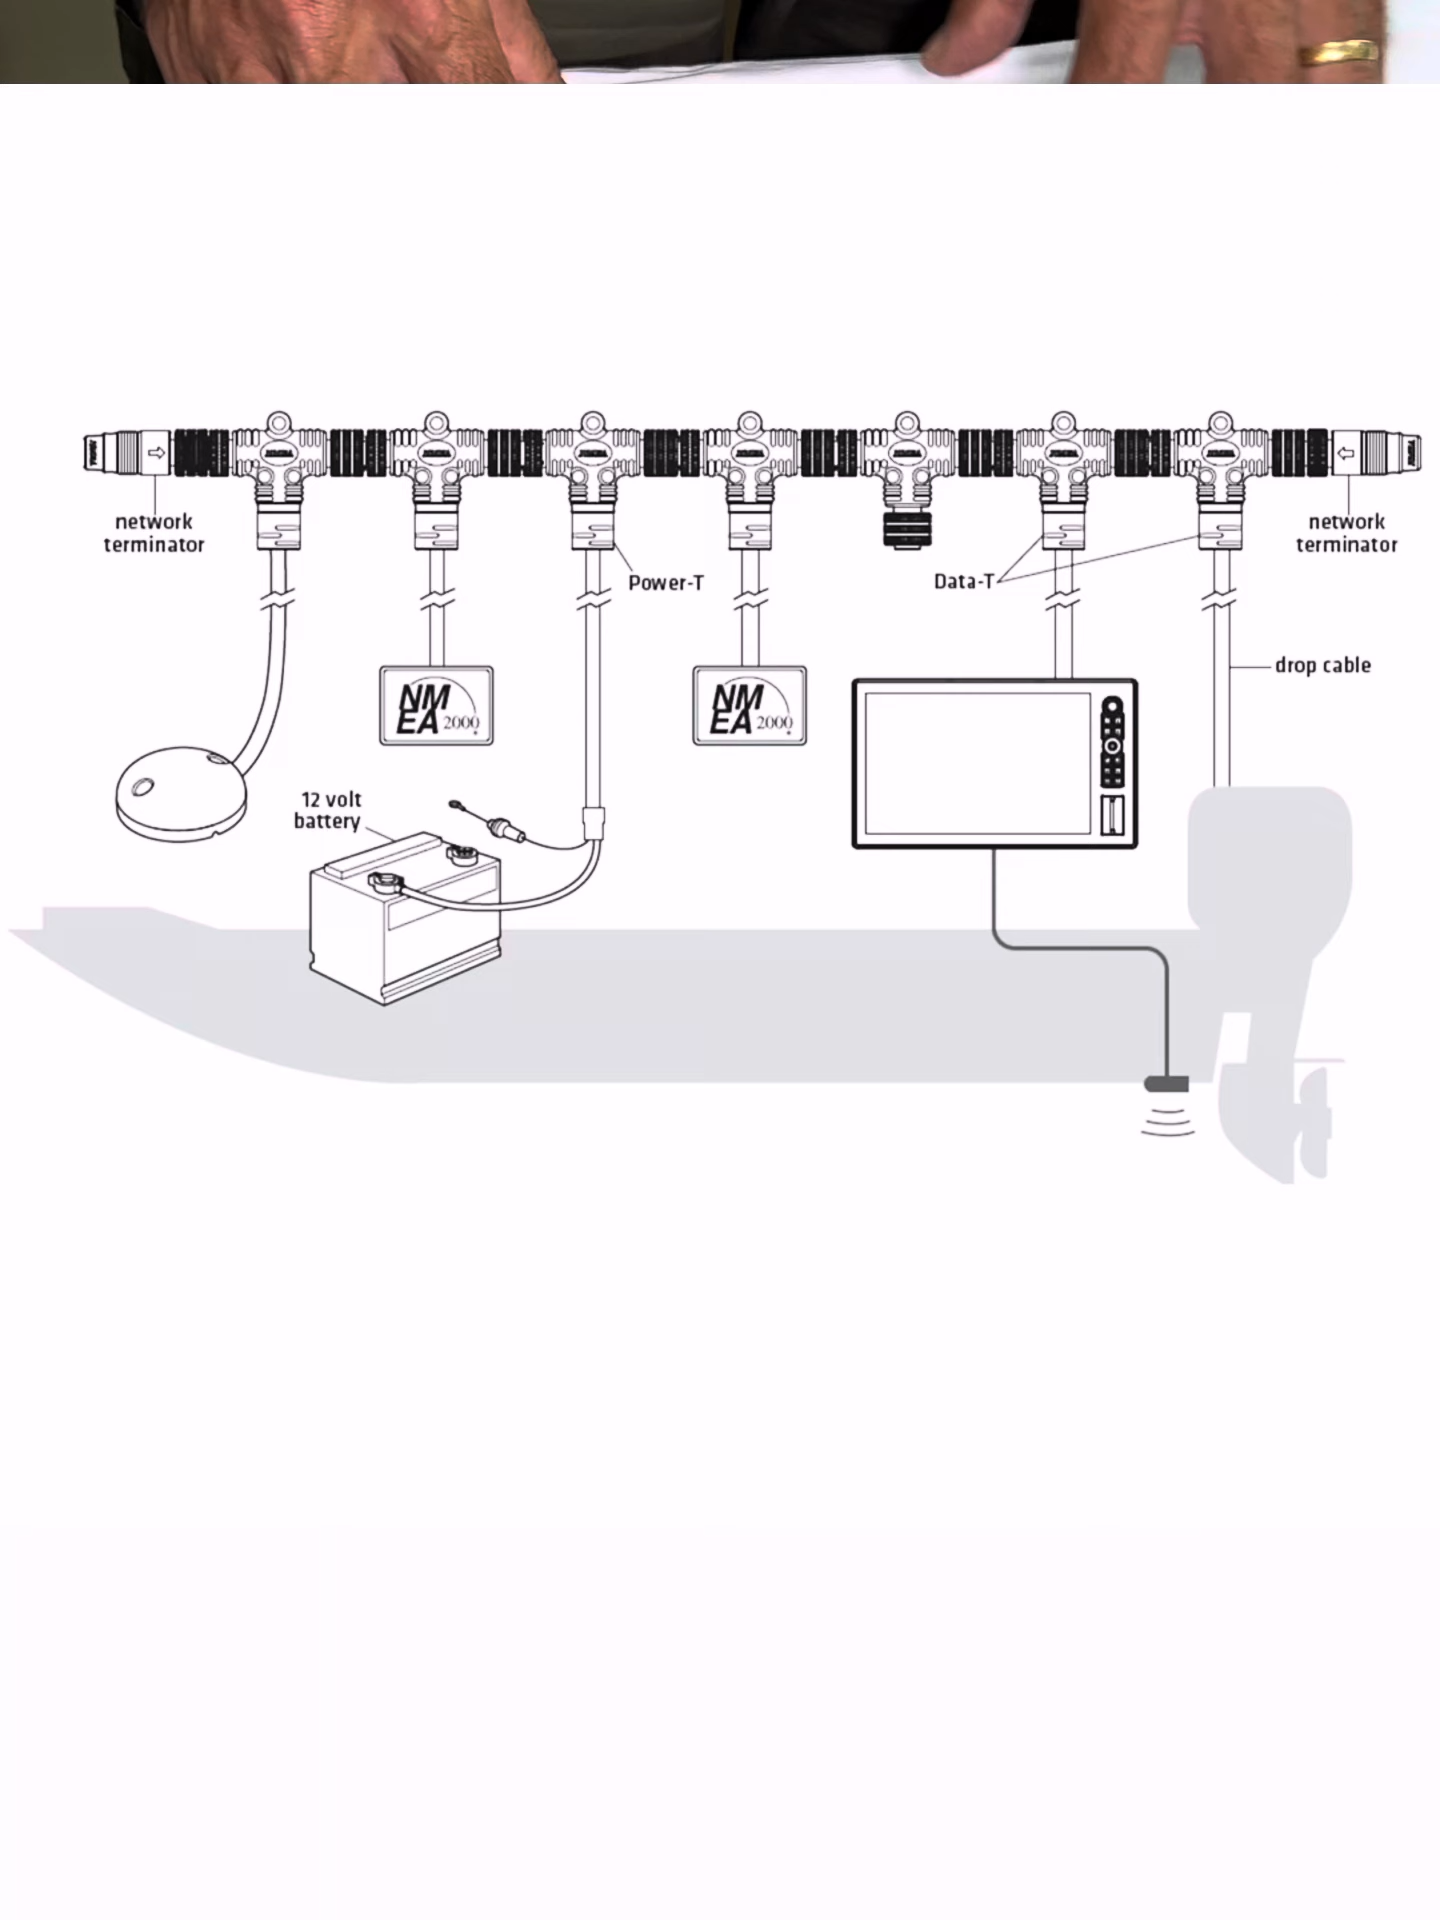 network
terminator
network
terminator
Power-T
Data-T
drop cable
NM
EA 2000
NM
EA 2000
12 volt
battery